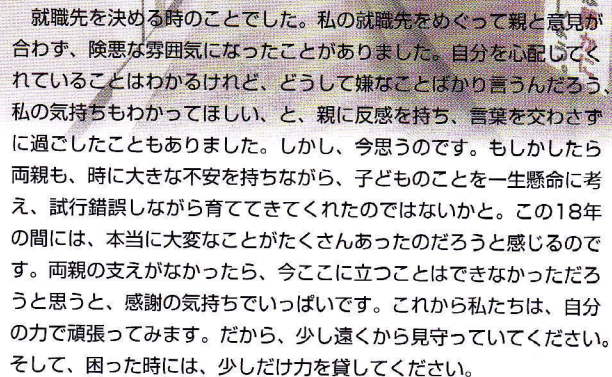 就職先を決める時のことでした。私の就職先をめぐって親と意見が
合わず、険悪な雰囲気になったことがありました。自分を心配してく
れていることはわかるけれど、どうして嫌なことばかり言うんだろう、
私の気持ちもわかってほしい、と、親に反感を持ち、言葉を交わさず
に過ごしたこともありました。しかし、今思うのです。もしかしたら
両親も、時に大きな不安を持ちながら、子どものことを一生懸命に考
え、試行錯誤しながら育ててきてくれたのではないかと。この18年
の間には、本当に大変なことがたくさんあったのだろうと感じるので
す。両親の支えがなかったら、今ここに立つことはできなかっただろ
うと思うと、感謝の気持ちでいっぱいです。これから私たちは、自分
の力で頑張ってみます。だから、少し遠くから見守っていてください。
そして、困った時には、少しだけ力を貸してください。